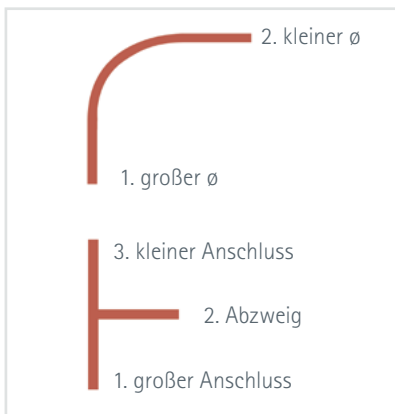 2. kleiner ø
1. großer ø
3. kleiner Anschluss
2. Abzweig
1. großer Anschluss